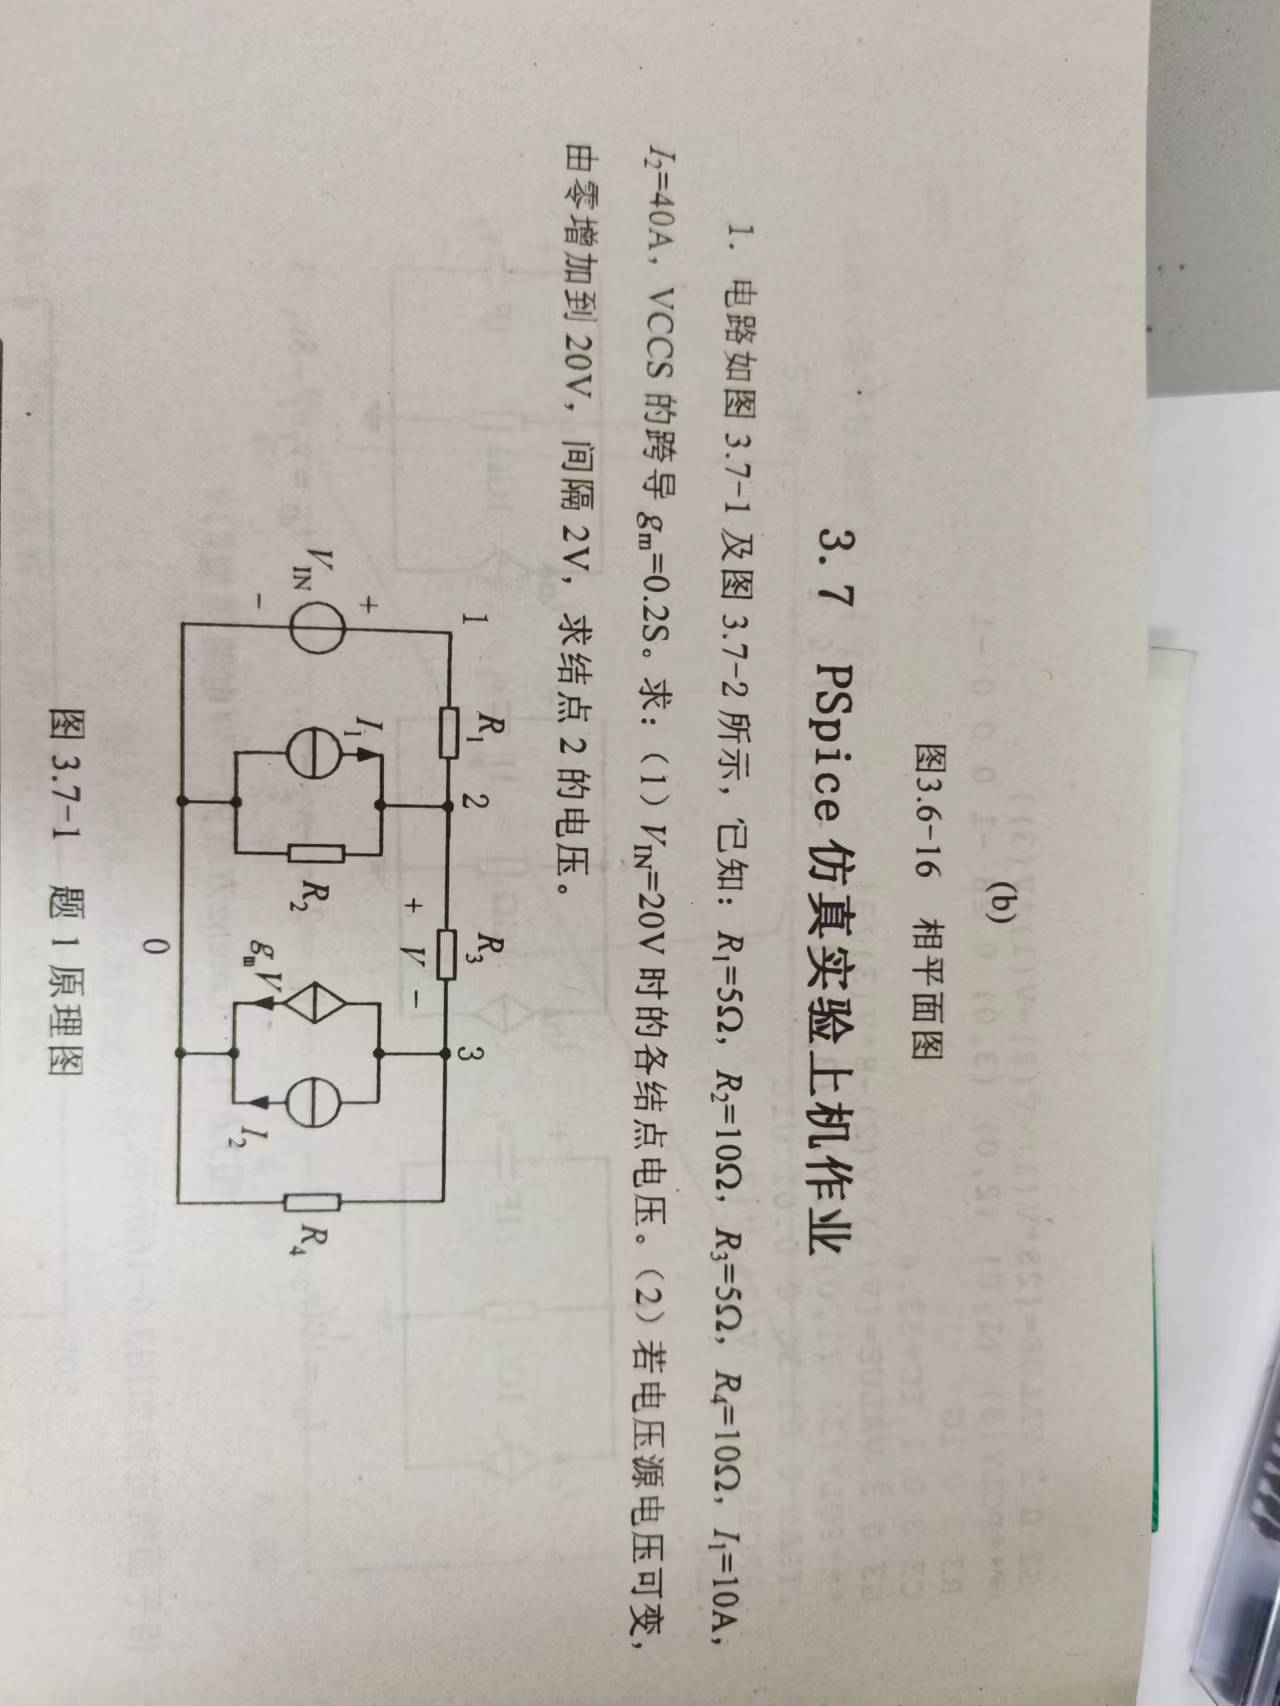 (b)
图3.6-16 相平面图
3.7 PSpice 仿真实验上机作业
1. 电路如图 3.7-1 及图 3.7-2 所示，已知：R₁=5Ω，R₂=10Ω，R₃=5Ω，R₄=10Ω，I₁=10A，
I₂=40A，VCCS 的跨导 gₘ=0.2S。求：（1）V_IN=20V 时的各结点电压。（2）若电压源电压可变，
由零增加到 20V，间隔 2V，求结点 2 的电压。
1 R₁ 2 R₃ 3
+ V −
+
V_IN
−
I₁
R₂
gₘV
I₂
R₄
0
图 3.7-1 题 1 原理图